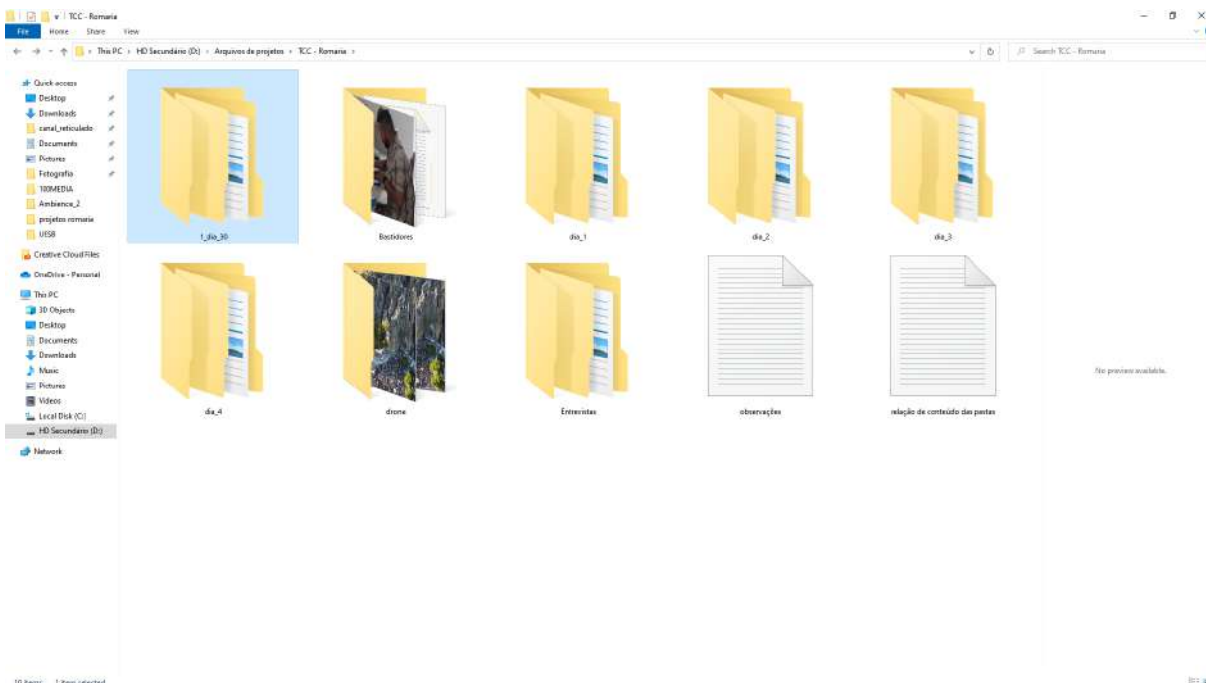 TCC - Romaria
File Home Share View
This PC › HD Secundário (D:) › Arquivos de projetos › TCC - Romaria ›
Search TCC - Romaria
Quick access
Desktop
Downloads
canal_reticulado
Documents
Pictures
Fotografia
100MEDIA
Ambience_2
projetos romaria
UESB
Creative Cloud Files
OneDrive - Personal
This PC
3D Objects
Desktop
Documents
Downloads
Music
Pictures
Videos
Local Disk (C:)
HD Secundário (D:)
Network
1_dia_30 Bastidores dia_1 dia_2 dia_3
dia_4 drone Entrevistas observações relação de conteúdo das pastas
No preview available.
10 items 1 item selected